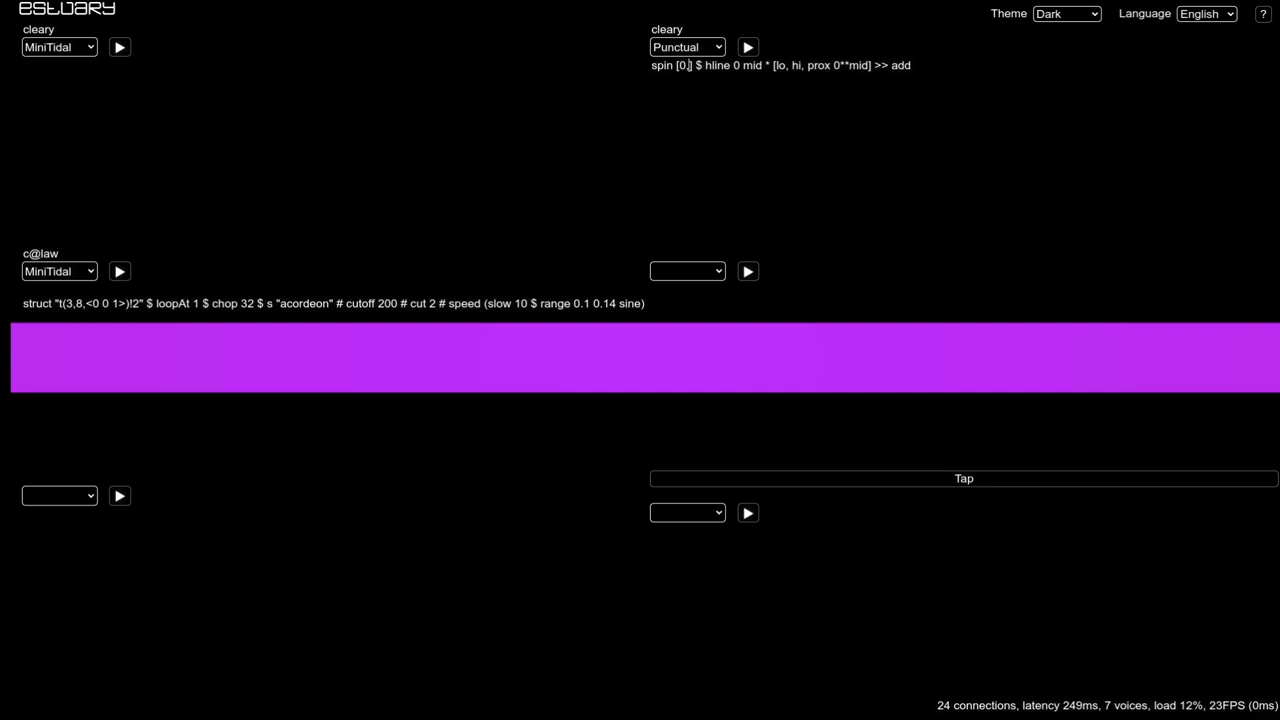 estuary
Theme Dark Language English ?
cleary
MiniTidal
cleary
Punctual
spin [0,] $ hline 0 mid * [lo, hi, prox 0**mid] >> add
c@law
MiniTidal
struct "t(3,8,<0 0 1>)!2" $ loopAt 1 $ chop 32 $ s "acordeon" # cutoff 200 # cut 2 # speed (slow 10 $ range 0.1 0.14 sine)
Tap
24 connections, latency 249ms, 7 voices, load 12%, 23FPS (0ms)